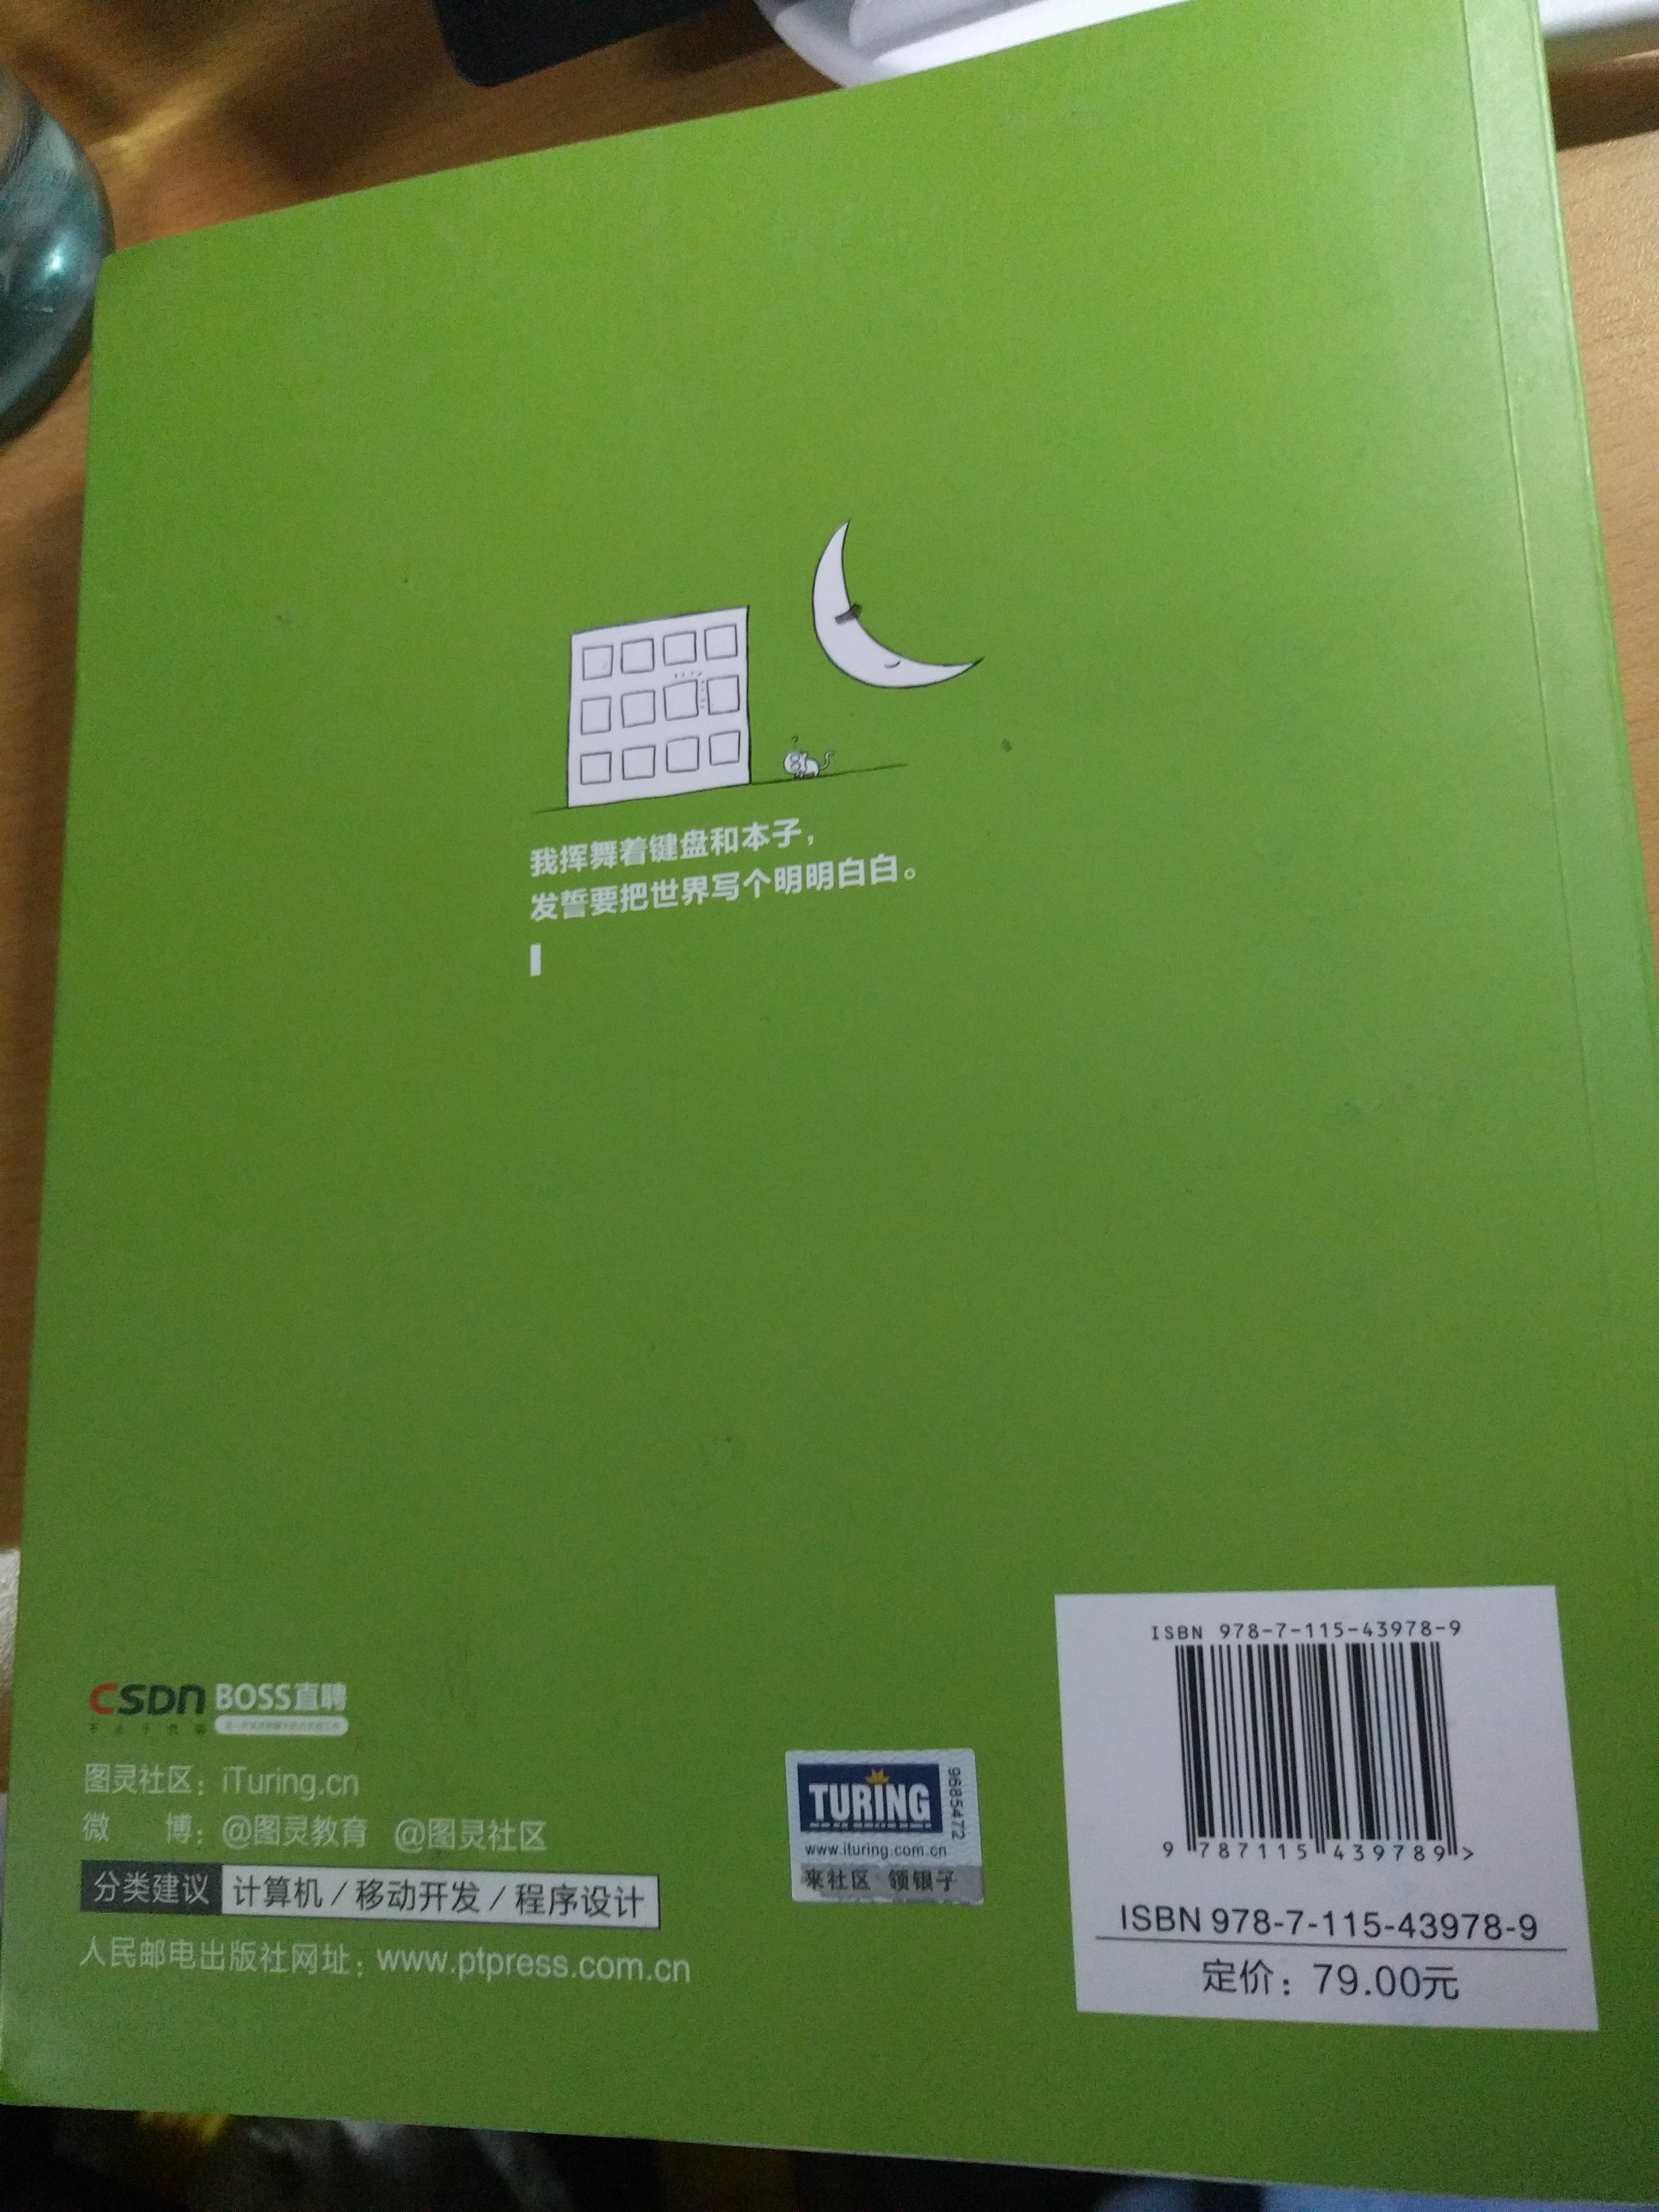 我挥舞着键盘和本子，
发誓要把世界写个明明白白。
CSDN BOSS直聘
图灵社区：iTuring.cn
微 博：@图灵教育 @图灵社区
分类建议 计算机 / 移动开发 / 程序设计
人民邮电出版社网址：www.ptpress.com.cn
TURING
9685472
www.ituring.com.cn
来社区 领银子
ISBN 978-7-115-43978-9
9 787115 439789 >
ISBN 978-7-115-43978-9
定价：79.00元